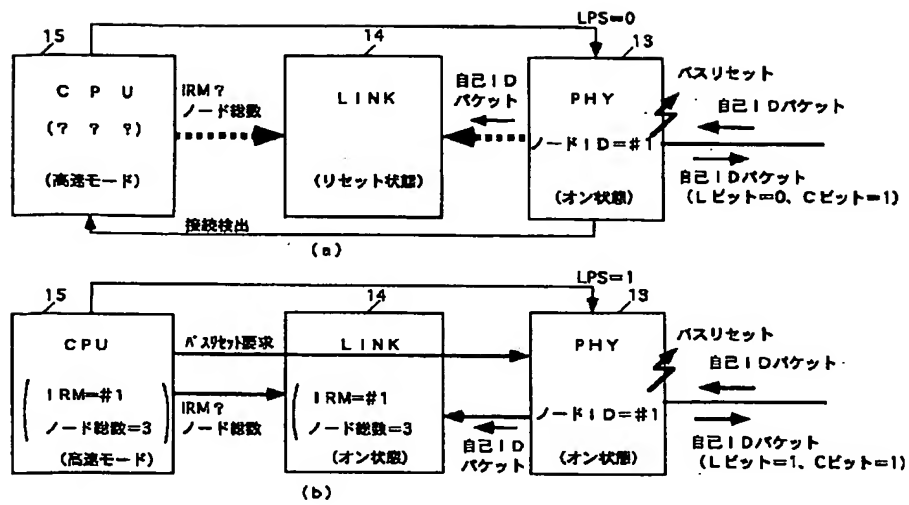 LPS=0
15
14
13
CPU
(???)
(高速モード)
IRM?
ノード総数
LINK
(リセット状態)
自己IDパケット
PHY
ノードID=#1
(オン状態)
バスリセット
自己IDパケット
自己IDパケット
(Lビット=0、Cビット=1)
接続検出
(a)
LPS=1
15
14
13
CPU
IRM=#1
ノード総数=3
(高速モード)
バスリセット要求
IRM?
ノード総数
LINK
IRM=#1
ノード総数=3
(オン状態)
自己ID
パケット
PHY
ノードID=#1
(オン状態)
バスリセット
自己IDパケット
自己IDパケット
(Lビット=1、Cビット=1)
(b)